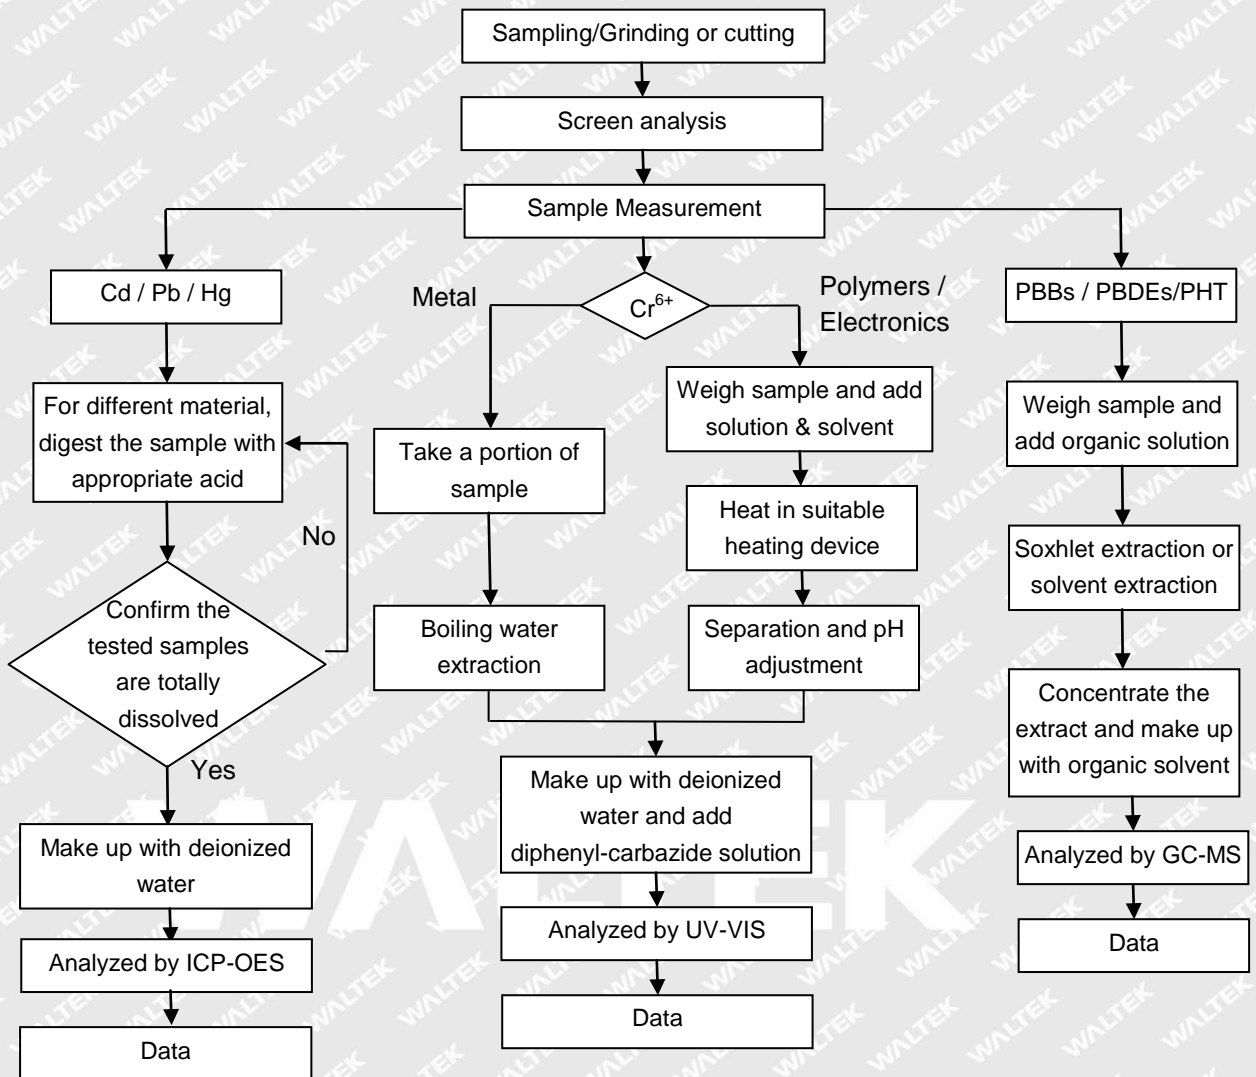 Sampling/Grinding or cutting
Screen analysis
Sample Measurement
Cd / Pb / Hg
For different material,
digest the sample with
appropriate acid
No
Confirm the
tested samples
are totally
dissolved
Yes
Make up with deionized
water
Analyzed by ICP-OES
Data
Cr⁶⁺
Metal
Take a portion of
sample
Boiling water
extraction
Polymers /
Electronics
Weigh sample and add
solution & solvent
Heat in suitable
heating device
Separation and pH
adjustment
Make up with deionized
water and add
diphenyl-carbazide solution
Analyzed by UV-VIS
Data
PBBs / PBDEs/PHT
Weigh sample and
add organic solution
Soxhlet extraction or
solvent extraction
Concentrate the
extract and make up
with organic solvent
Analyzed by GC-MS
Data
WALTEK